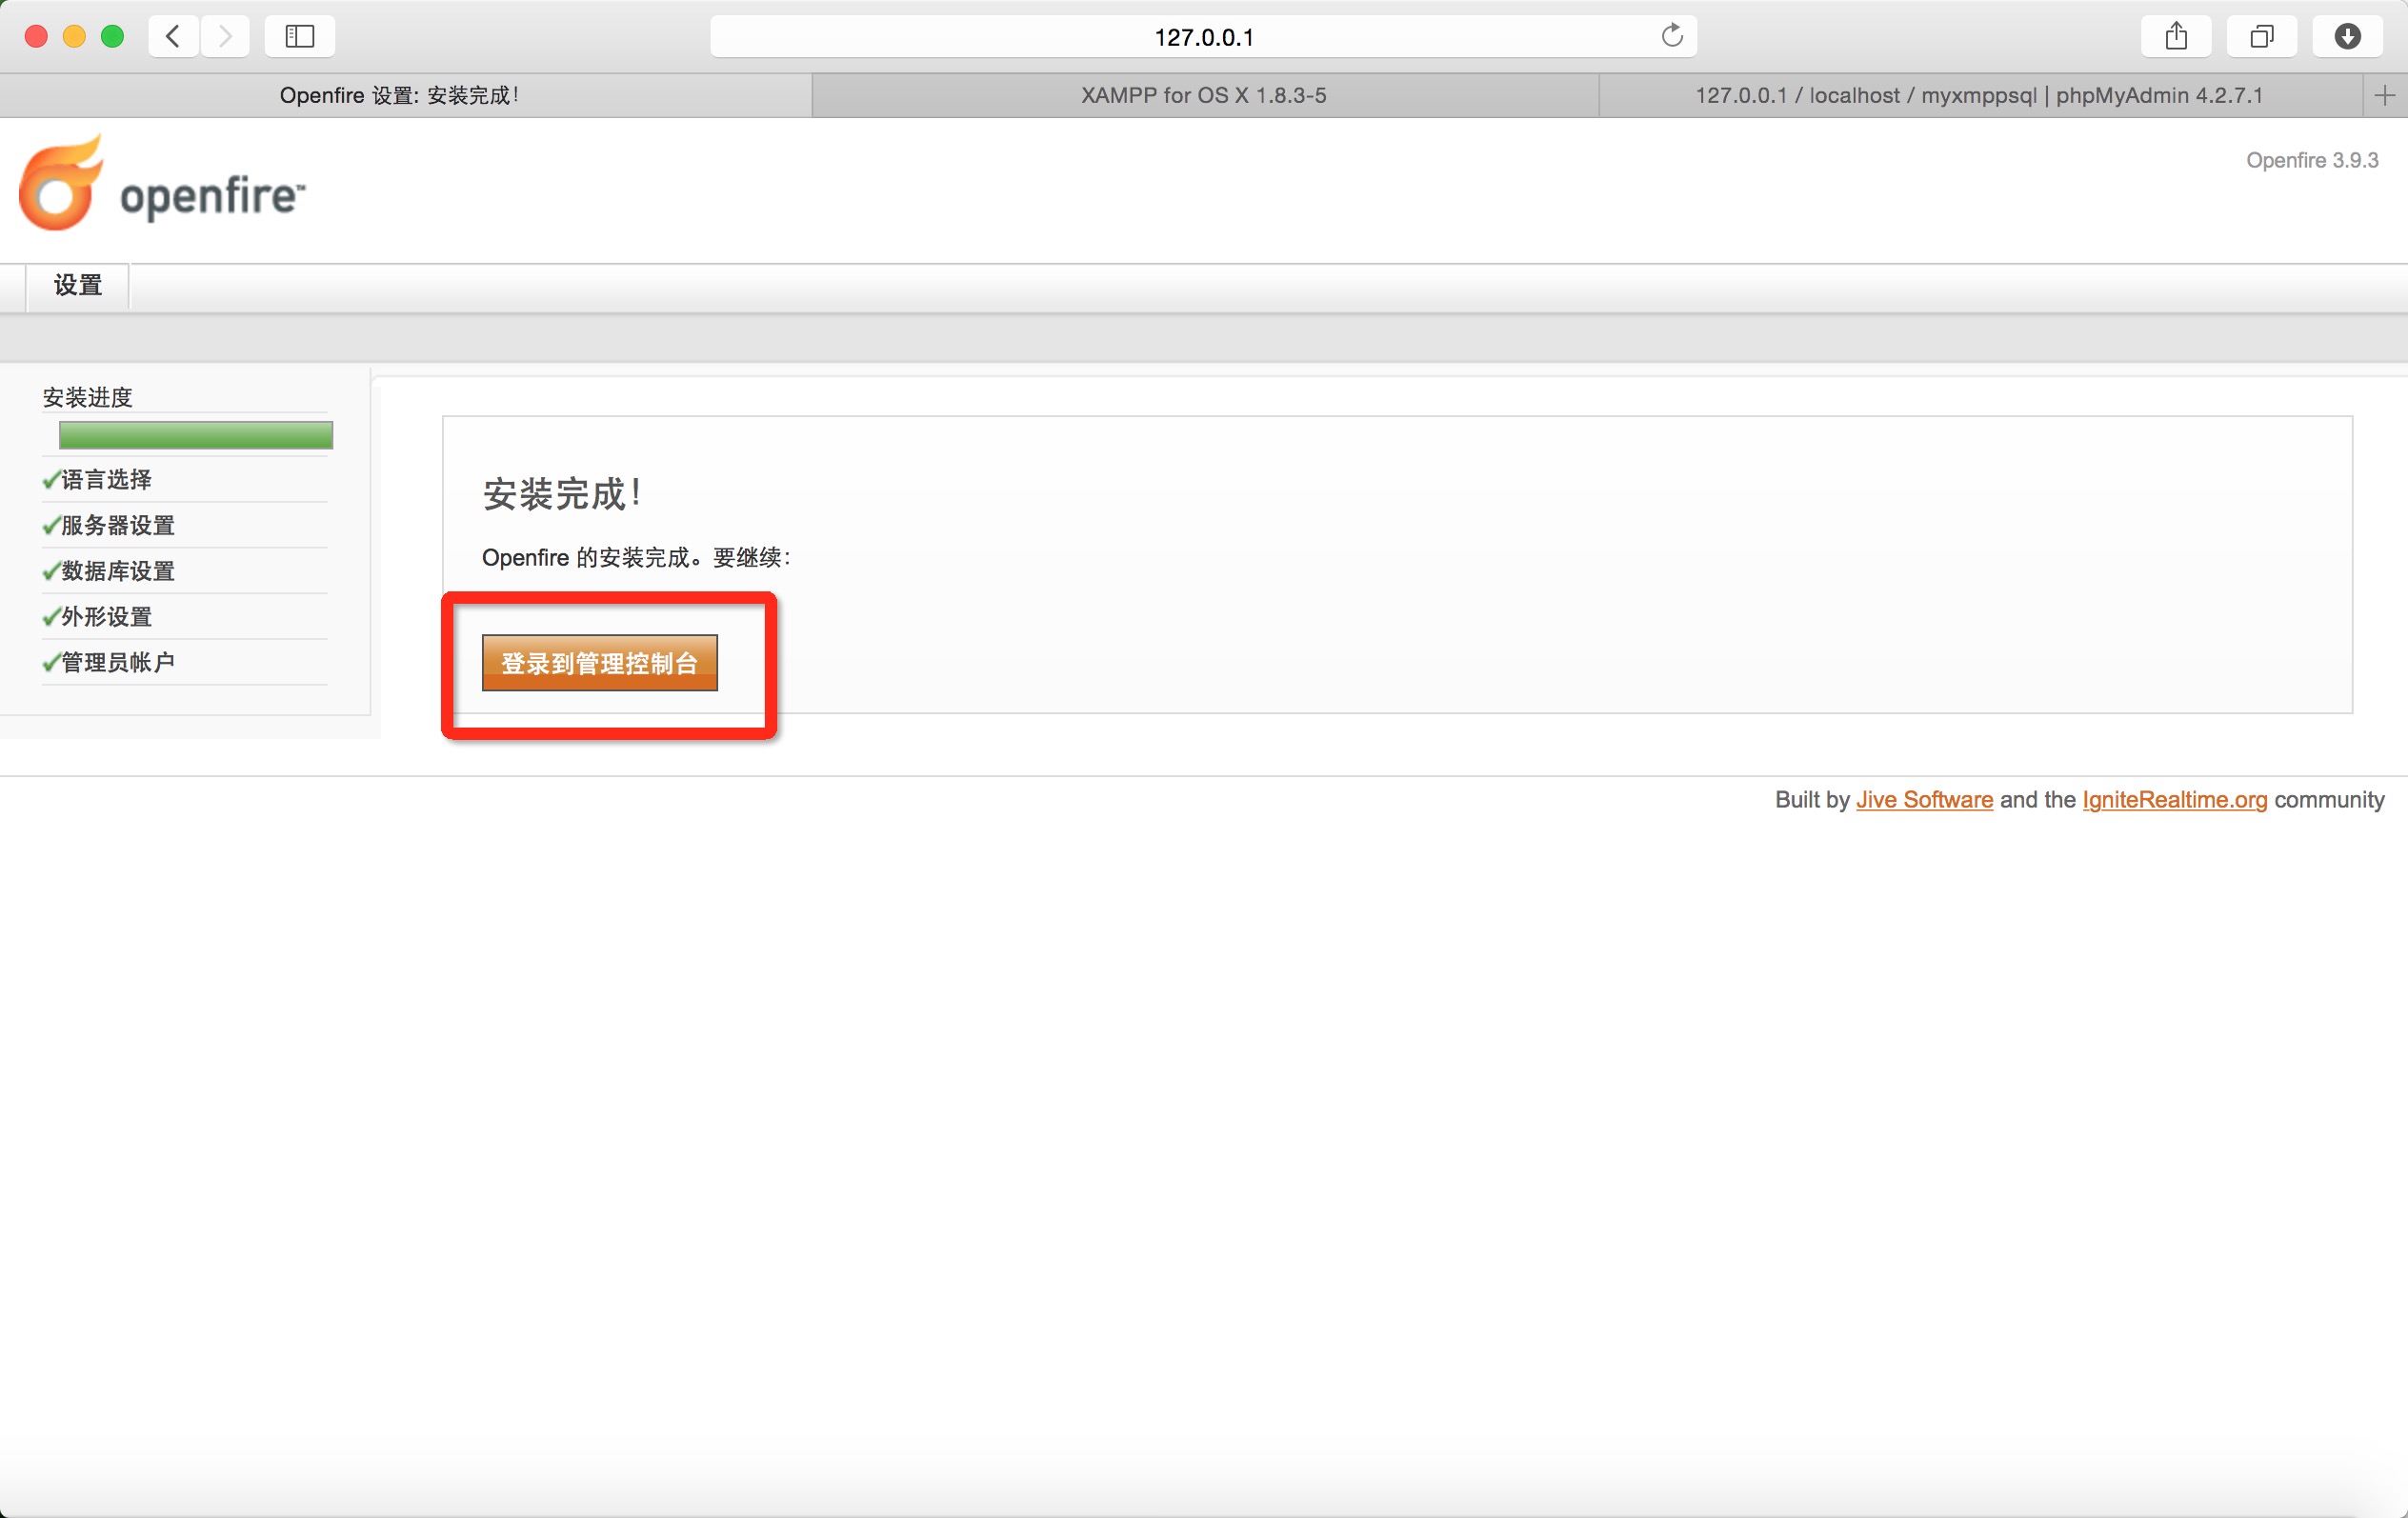 127.0.0.1
Openfire 设置: 安装完成!
XAMPP for OS X 1.8.3-5
127.0.0.1 / localhost / myxmppsql | phpMyAdmin 4.2.7.1
openfire™
Openfire 3.9.3
设置
安装进度
语言选择
服务器设置
数据库设置
外形设置
管理员帐户
安装完成!
Openfire 的安装完成。要继续:
登录到管理控制台
Built by Jive Software and the IgniteRealtime.org community